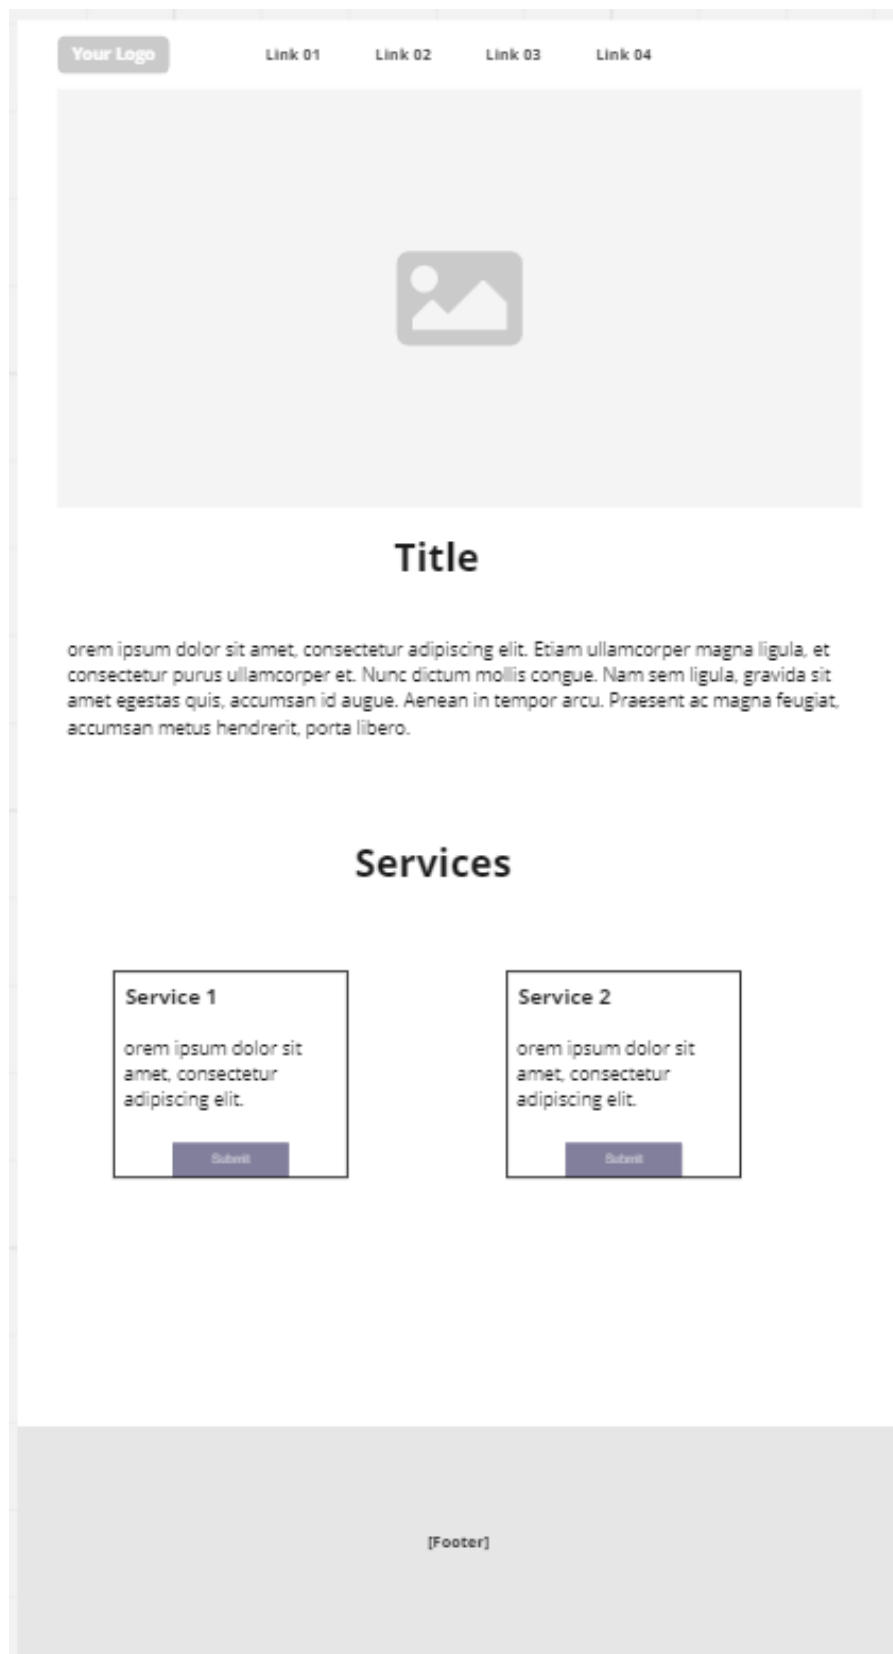 Your Logo Link 01 Link 02 Link 03 Link 04
Title
orem ipsum dolor sit amet, consectetur adipiscing elit. Etiam ullamcorper magna ligula, et
consectetur purus ullamcorper et. Nunc dictum mollis congue. Nam sem ligula, gravida sit
amet egestas quis, accumsan id augue. Aenean in tempor arcu. Praesent ac magna feugiat,
accumsan metus hendrerit, porta libero.
Services
Service 1
orem ipsum dolor sit
amet, consectetur
adipiscing elit.
Submit
Service 2
orem ipsum dolor sit
amet, consectetur
adipiscing elit.
Submit
[Footer]